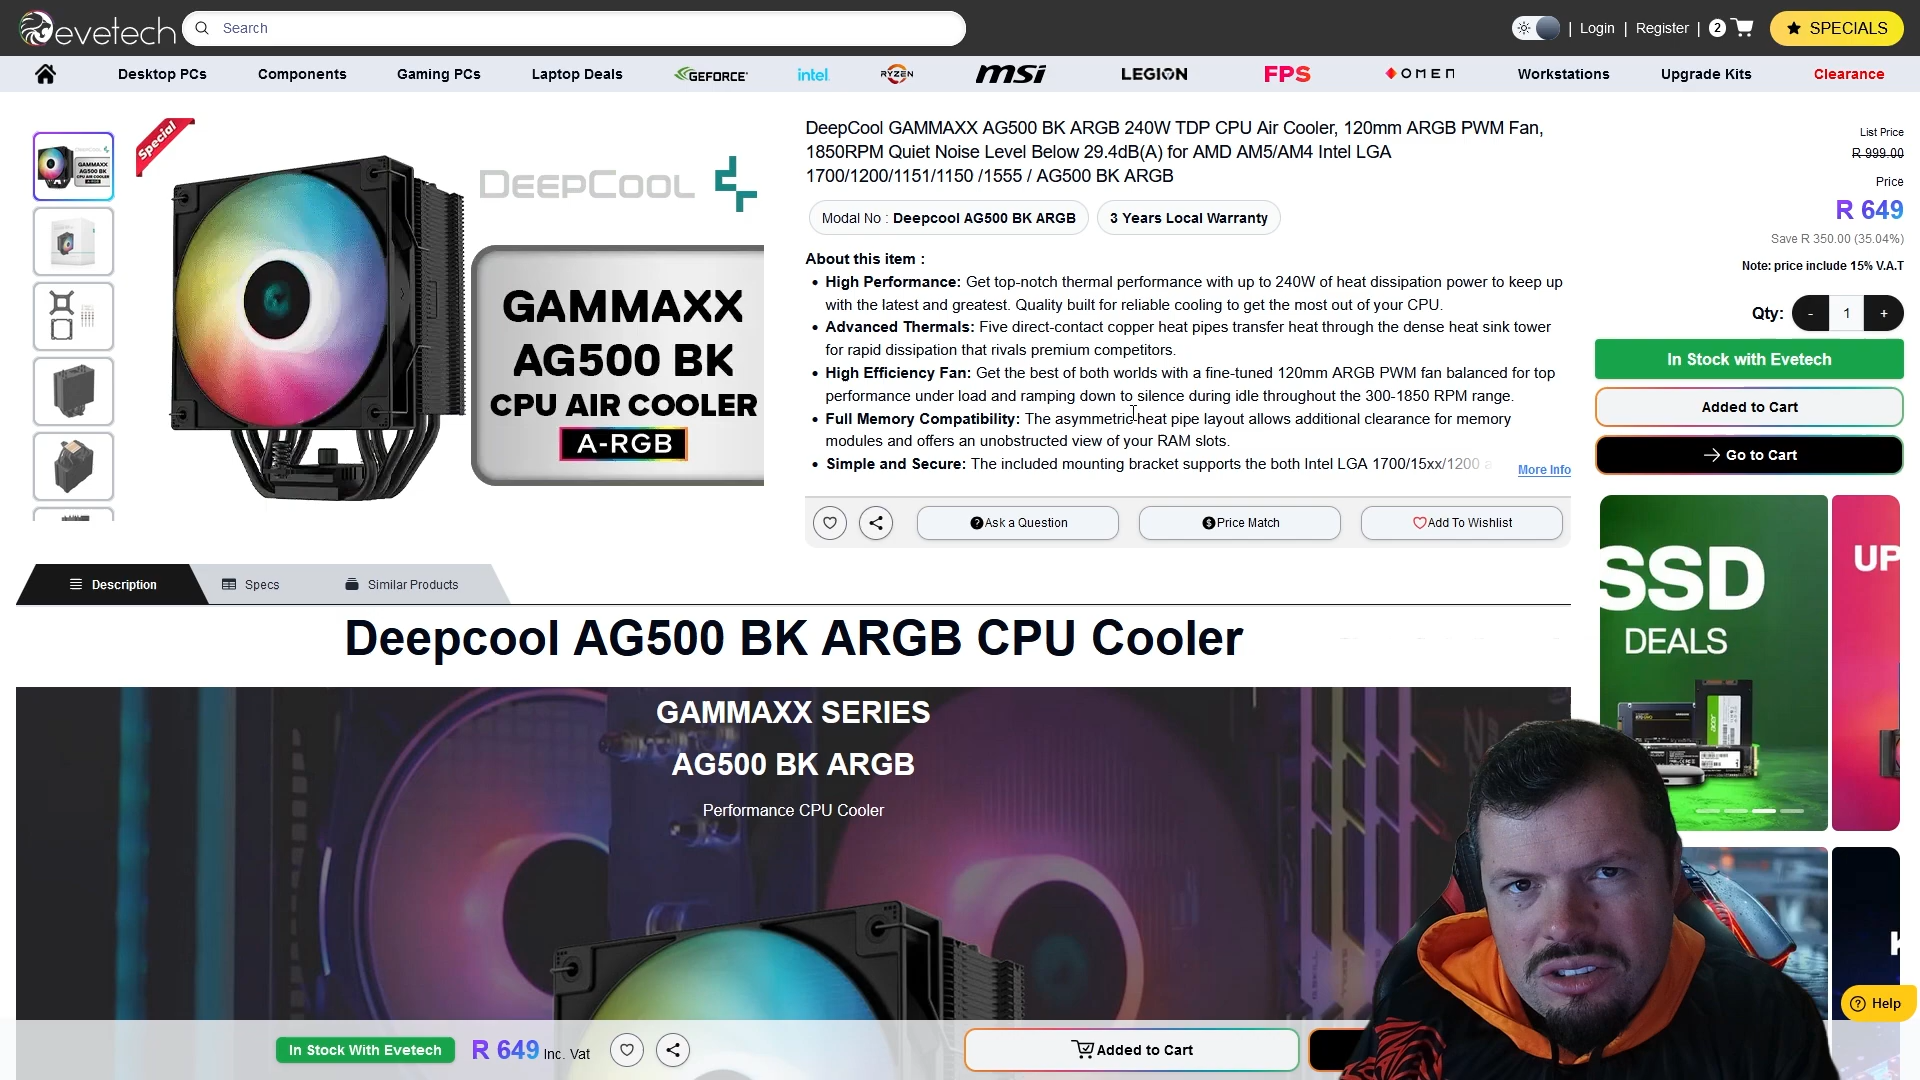 evetech
Search
| Login | Register | 2
SPECIALS
Desktop PCs
Components
Gaming PCs
Laptop Deals
GEFORCE
intel
RYZEN
msi
LEGION
FPS
OMEN
Workstations
Upgrade Kits
Clearance
Special
DEEPCOOL
GAMMAXX
AG500 BK
CPU AIR COOLER
A-RGB
DeepCool GAMMAXX AG500 BK ARGB 240W TDP CPU Air Cooler, 120mm ARGB PWM Fan,
1850RPM Quiet Noise Level Below 29.4dB(A) for AMD AM5/AM4 Intel LGA
1700/1200/1151/1150 /1555 / AG500 BK ARGB
Modal No : Deepcool AG500 BK ARGB
3 Years Local Warranty
About this item :
• High Performance: Get top-notch thermal performance with up to 240W of heat dissipation power to keep up
with the latest and greatest. Quality built for reliable cooling to get the most out of your CPU.
• Advanced Thermals: Five direct-contact copper heat pipes transfer heat through the dense heat sink tower
for rapid dissipation that rivals premium competitors.
• High Efficiency Fan: Get the best of both worlds with a fine-tuned 120mm ARGB PWM fan balanced for top
performance under load and ramping down to silence during idle throughout the 300-1850 RPM range.
• Full Memory Compatibility: The asymmetric heat pipe layout allows additional clearance for memory
modules and offers an unobstructed view of your RAM slots.
• Simple and Secure: The included mounting bracket supports the both Intel LGA 1700/15xx/1200 a
More Info
Ask a Question
Price Match
Add To Wishlist
List Price
R 999.00
Price
R 649
Save R 350.00 (35.04%)
Note: price include 15% V.A.T
Qty: - 1 +
In Stock with Evetech
Added to Cart
Go to Cart
SSD
DEALS
UP
Description
Specs
Similar Products
Deepcool AG500 BK ARGB CPU Cooler
GAMMAXX SERIES
AG500 BK ARGB
Performance CPU Cooler
In Stock With Evetech
R 649 Inc. Vat
Added to Cart
Help